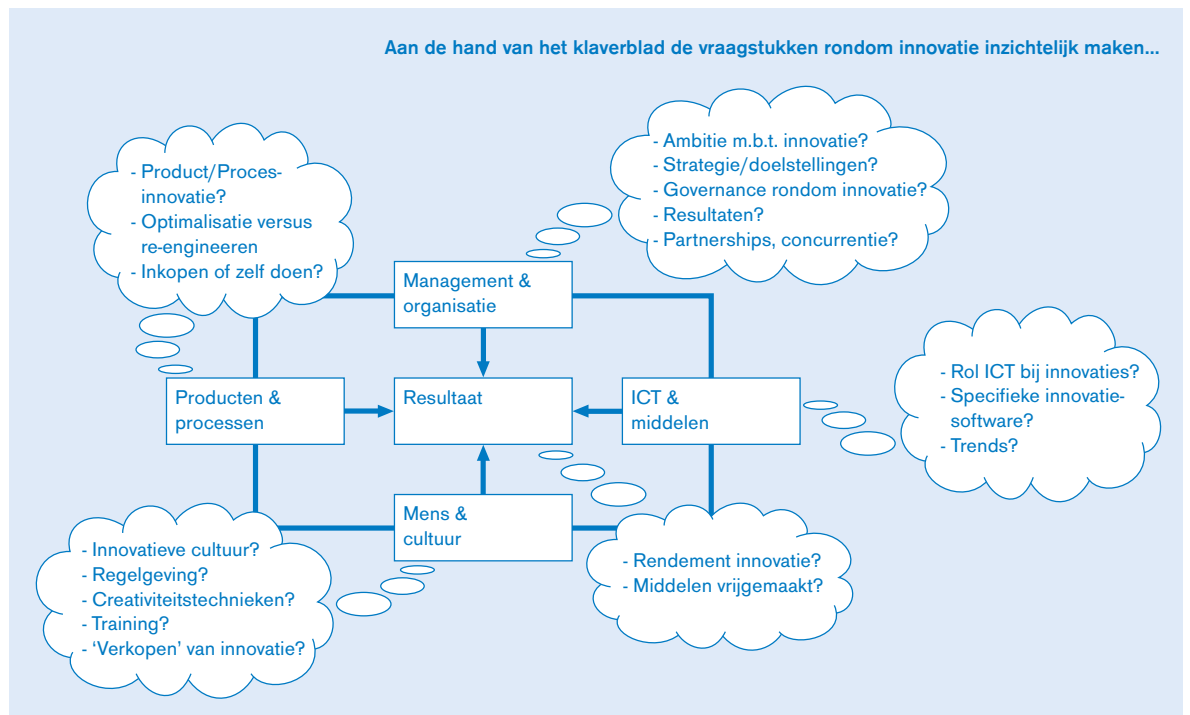 Aan de hand van het klaverblad de vraagstukken rondom innovatie inzichtelijk maken...
- Product/Proces-
innovatie?
- Optimalisatie versus
re-engineeren
- Inkopen of zelf doen?
- Ambitie m.b.t. innovatie?
- Strategie/doelstellingen?
- Governance rondom innovatie?
- Resultaten?
- Partnerships, concurrentie?
Management &
organisatie
Producten &
processen
Resultaat
ICT &
middelen
- Rol ICT bij innovaties?
- Specifieke innovatie-
software?
- Trends?
Mens &
cultuur
- Innovatieve cultuur?
- Regelgeving?
- Creativiteitstechnieken?
- Training?
- ‘Verkopen’ van innovatie?
- Rendement innovatie?
- Middelen vrijgemaakt?